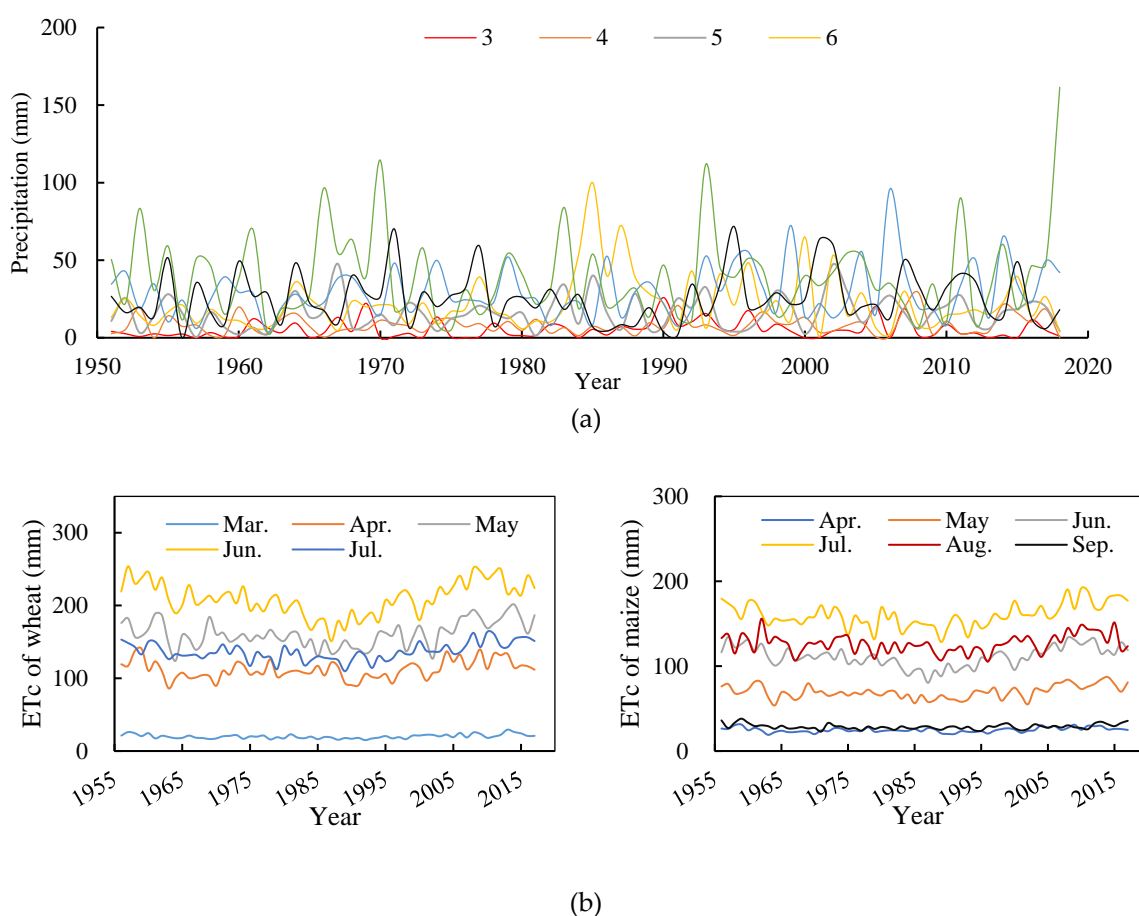 200
150
100
50
0
Precipitation (mm)
3 4 5 6
1950 1960 1970 1980 1990 2000 2010 2020
Year
(a)
300
200
100
0
ETc of wheat (mm)
Mar. Apr. May
Jun. Jul.
1955 1965 1975 1985 1995 2005 2015
Year
300
200
100
0
ETc of maize (mm)
Apr. May Jun.
Jul. Aug. Sep.
1955 1965 1975 1985 1995 2005 2015
Year
(b)